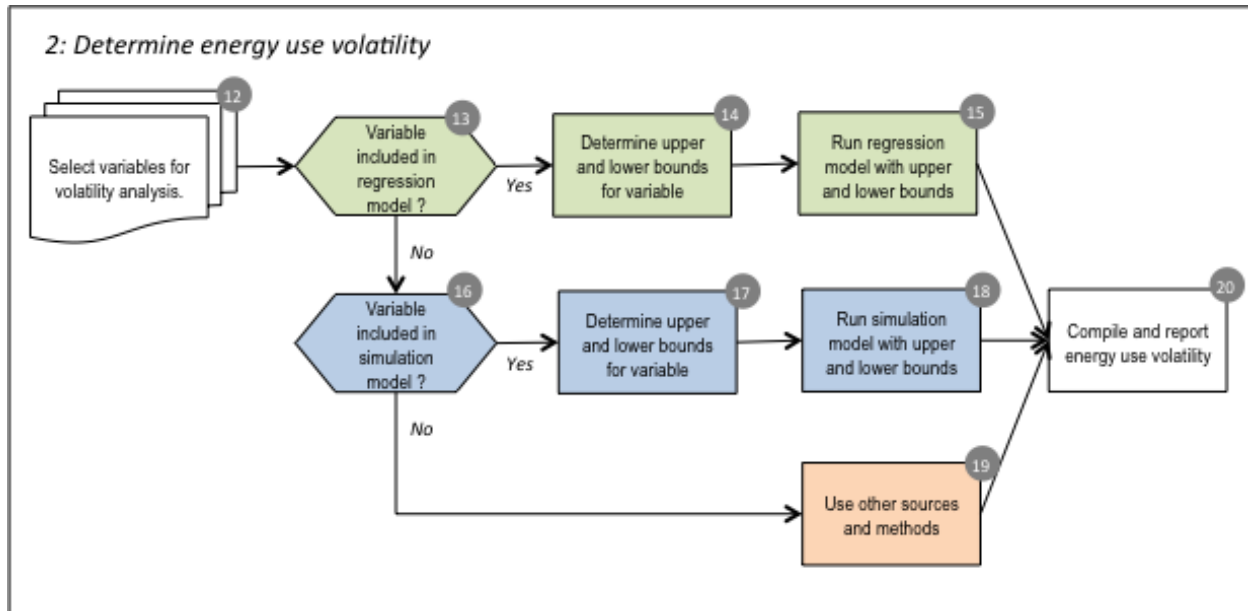 2: Determine energy use volatility
12
Select variables for
volatility analysis.
13
Variable
included in
regression
model ?
Yes
14
Determine upper
and lower bounds
for variable
15
Run regression
model with upper
and lower bounds
No
16
Variable
included in
simulation
model ?
Yes
17
Determine upper
and lower bounds
for variable
18
Run simulation
model with upper
and lower bounds
20
Compile and report
energy use volatility
No
19
Use other sources
and methods